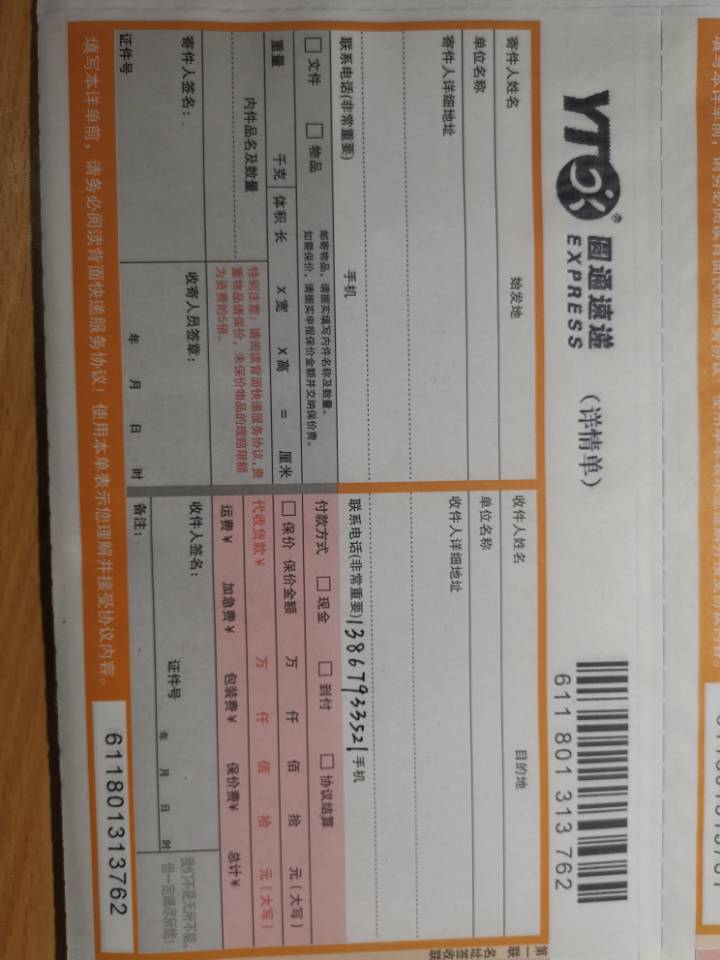 填写本详单前,请务必阅读背面快递服务协议!使用本单表示您理解并接受协议内容。
YTO 圆通速递 EXPRESS (详情单)
611 801 313 762
寄件人姓名 始发地
单位名称
寄件人详细地址
联系电话(非常重要) 手机
文件 物品 邮寄物品,请据实填写内件名称及数量。
如需保价,请据实申报保价金额并交纳保价费。
重量 千克 体积 长 X宽 X高 = 厘米
内件品名及数量
特别注意:请阅读背面快递服务协议,贵
重物品请保价,未保价物品的理赔限额
为资费的5倍。
寄件人签名: 收寄人员签章:
证件号 年 月 日 时
收件人姓名 目的地
单位名称
收件人详细地址
联系电话(非常重要)13867933521手机
付款方式 现金 到付 协议结算
保价 保价金额 万 仟 佰 拾 元(大写)
代收货款¥ 万 仟 佰 拾 元(大写)
运费¥ 加急费¥ 包装费¥ 保价费¥ 总计¥
收件人签名:
证件号 年 月 日 时
我们不是无所不能,
但一定竭尽所能!
备注:
第一联 名址签收联
填写本详单前,请务必阅读背面快递服务协议!使用本单表示您理解并接受协议内容。
611801313762